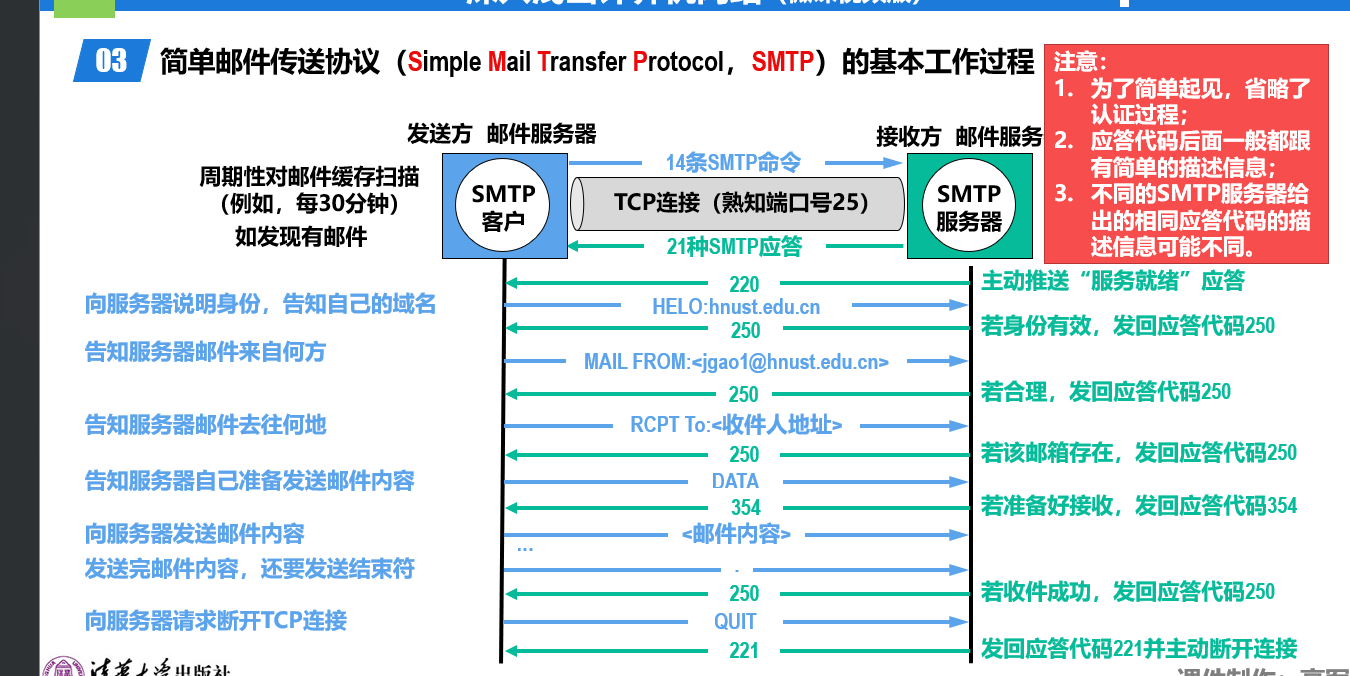 03 简单邮件传送协议（Simple Mail Transfer Protocol，SMTP）的基本工作过程
注意：
1. 为了简单起见，省略了
认证过程；
2. 应答代码后面一般都跟
有简单的描述信息；
3. 不同的SMTP服务器给
出的相同应答代码的描
述信息可能不同。
发送方 邮件服务器
接收方 邮件服务
周期性对邮件缓存扫描
（例如，每30分钟）
如发现有邮件
SMTP
客户
14条SMTP命令
TCP连接（熟知端口号25）
21种SMTP应答
SMTP
服务器
220
主动推送“服务就绪”应答
向服务器说明身份，告知自己的域名
HELO:hnust.edu.cn
250
若身份有效，发回应答代码250
告知服务器邮件来自何方
MAIL FROM:<jgao1@hnust.edu.cn>
250
若合理，发回应答代码250
告知服务器邮件去往何地
RCPT To:<收件人地址>
250
若该邮箱存在，发回应答代码250
告知服务器自己准备发送邮件内容
DATA
354
若准备好接收，发回应答代码354
向服务器发送邮件内容
<邮件内容>
...
发送完邮件内容，还要发送结束符
.
250
若收件成功，发回应答代码250
向服务器请求断开TCP连接
QUIT
221
发回应答代码221并主动断开连接
清华大学出版社